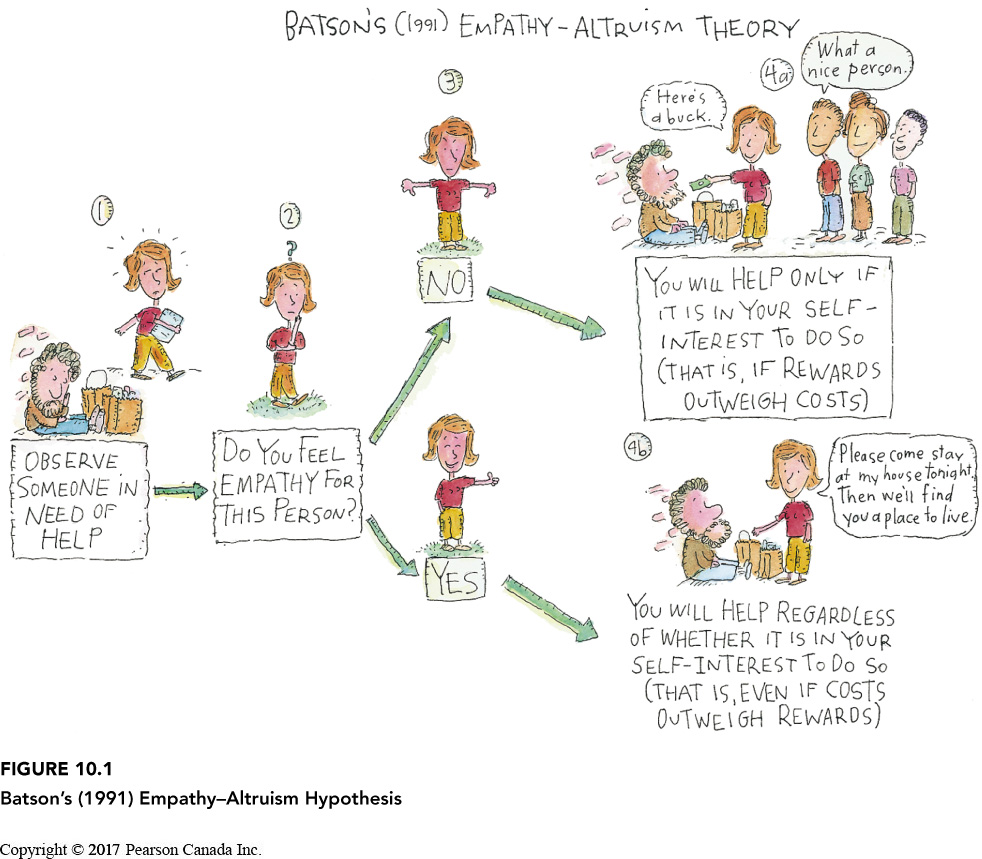 BATSON'S (1991) EMPATHY-ALTRUISM THEORY
1
OBSERVE
SOMEONE IN
NEED OF
HELP
2
?
DO YOU FEEL
EMPATHY FOR
THIS PERSON?
3
NO
YES
4a
Here's
a buck.
What a
nice person.
YOU WILL HELP ONLY IF
IT IS IN YOUR SELF-
INTEREST TO DO SO
(THAT IS, IF REWARDS
OUTWEIGH COSTS)
4b
Please come stay
at my house tonight.
Then we'll find
you a place to live.
YOU WILL HELP REGARDLESS
OF WHETHER IT IS IN YOUR
SELF-INTEREST TO DO SO
(THAT IS, EVEN IF COSTS
OUTWEIGH REWARDS)
FIGURE 10.1
Batson's (1991) Empathy–Altruism Hypothesis
Copyright © 2017 Pearson Canada Inc.